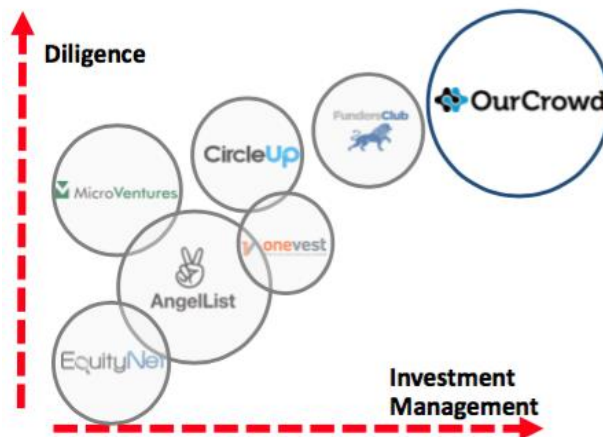 Diligence
FundersClub
OurCrowd
CircleUp
MicroVentures
onevest
AngelList
EquityNet
Investment
Management